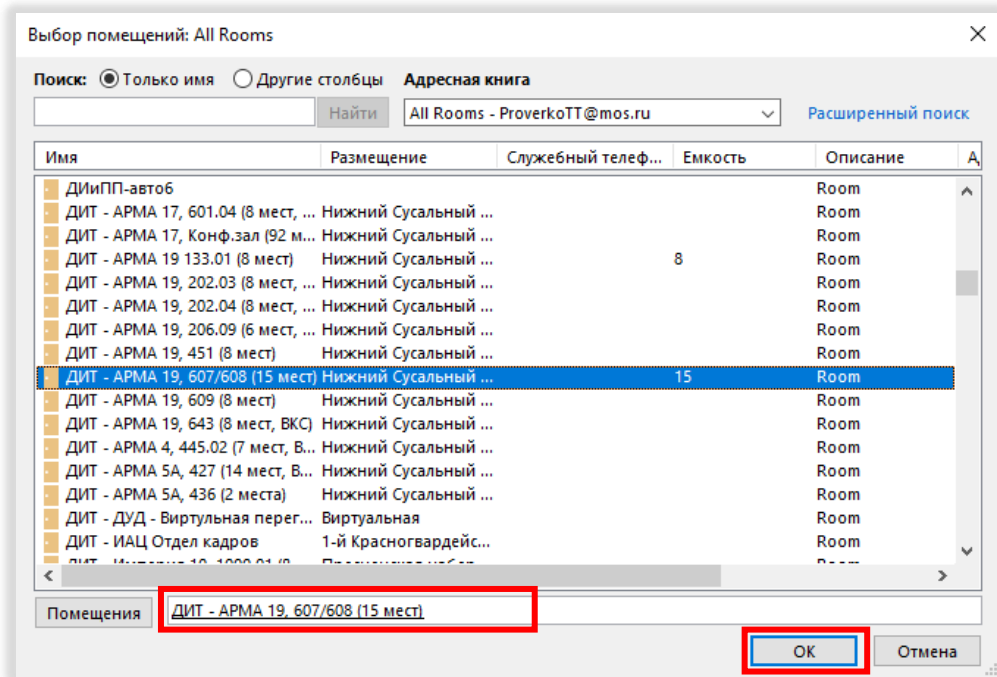 Выбор помещений: All Rooms
Поиск: Только имя Другие столбцы Адресная книга
Найти All Rooms - ProverkoTT@mos.ru Расширенный поиск
Имя Размещение Служебный телеф... Емкость Описание А
ДИиПП-авто6 Room
ДИТ - АРМА 17, 601.04 (8 мест, ... Нижний Сусальный ... Room
ДИТ - АРМА 17, Конф.зал (92 м... Нижний Сусальный ... Room
ДИТ - АРМА 19 133.01 (8 мест) Нижний Сусальный ... 8 Room
ДИТ - АРМА 19, 202.03 (8 мест, ... Нижний Сусальный ... Room
ДИТ - АРМА 19, 202.04 (8 мест, ... Нижний Сусальный ... Room
ДИТ - АРМА 19, 206.09 (6 мест, ... Нижний Сусальный ... Room
ДИТ - АРМА 19, 451 (8 мест) Нижний Сусальный ... Room
ДИТ - АРМА 19, 607/608 (15 мест) Нижний Сусальный ... 15 Room
ДИТ - АРМА 19, 609 (8 мест) Нижний Сусальный ... Room
ДИТ - АРМА 19, 643 (8 мест, ВКС) Нижний Сусальный ... Room
ДИТ - АРМА 4, 445.02 (7 мест, В... Нижний Сусальный ... Room
ДИТ - АРМА 5А, 427 (14 мест, В... Нижний Сусальный ... Room
ДИТ - АРМА 5А, 436 (2 места) Нижний Сусальный ... Room
ДИТ - ДУД - Виртульная перег... Виртуальная Room
ДИТ - ИАЦ Отдел кадров 1-й Красногвардейс... Room
Помещения ДИТ - АРМА 19, 607/608 (15 мест)
ОК Отмена